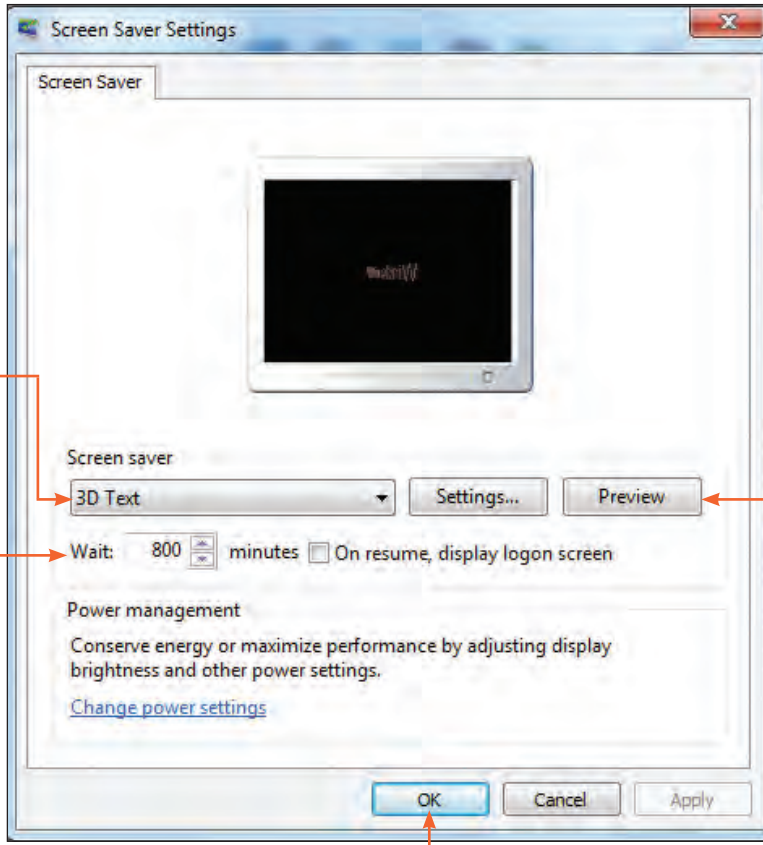 Screen Saver Settings
Screen Saver
Screen saver
3D Text
Settings...
Preview
Wait: 800 minutes On resume, display logon screen
Power management
Conserve energy or maximize performance by adjusting display
brightness and other power settings.
Change power settings
OK
Cancel
Apply